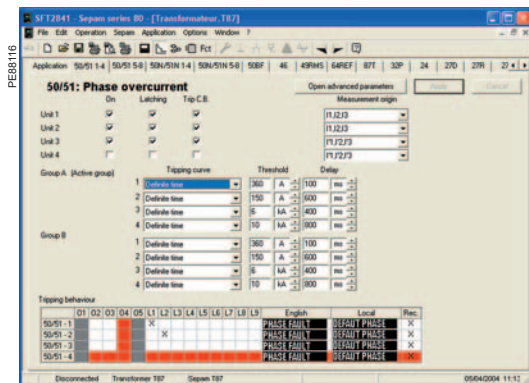 PE88116
SFT2841 - Sepam series 80 - [Transformateur.T87]
File Edit Operation Sepam Application Options Window ?
Fct
Application 50/51 1-4 50/51 5-8 50N/51N 1-4 50N/51N 5-8 50BF 46 49RMS 64REF 87T 32P 24 27D 27R 27
50/51: Phase overcurrent
Open advanced parameters Apply Cancel
On Latching Trip C.B. Measurement origin
Unit 1 I1,I2,I3
Unit 2 I1,I2,I3
Unit 3 I'1,I'2,I'3
Unit 4 I'1,I'2,I'3
Group A (Active group) Tripping curve Threshold Delay
1 Definite time 360 A 100 ms
2 Definite time 150 A 600 ms
3 Definite time 6 kA 400 ms
4 Definite time 10 kA 800 ms
Group B
1 Definite time 360 A 100 ms
2 Definite time 150 A 600 ms
3 Definite time 6 kA 400 ms
4 Definite time 10 kA 800 ms
Tripping behaviour
O1 O2 O3 O4 O5 L1 L2 L3 L4 L5 L6 L7 L8 L9 English Local Rec.
50/51 - 1 X PHASE FAULT DEFAUT PHASE X
50/51 - 2 X PHASE FAULT DEFAUT PHASE X
50/51 - 3 PHASE FAULT DEFAUT PHASE X
50/51 - 4 PHASE FAULT DEFAUT PHASE X
Disconnected Transformer T87 Sepam T87 05/04/2004 11:13